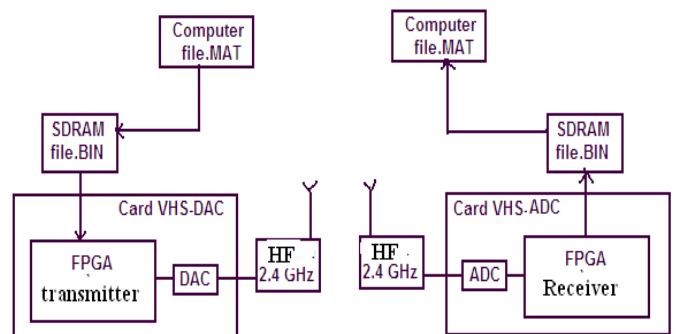 Computer
file.MAT
SDRAM
file.BIN
Card VHS-DAC
FPGA
transmitter
DAC
HF
2.4 GHz
Computer
file.MAT
SDRAM
file.BIN
Card VHS-ADC
HF
2.4 GHz
ADC
FPGA
Receiver